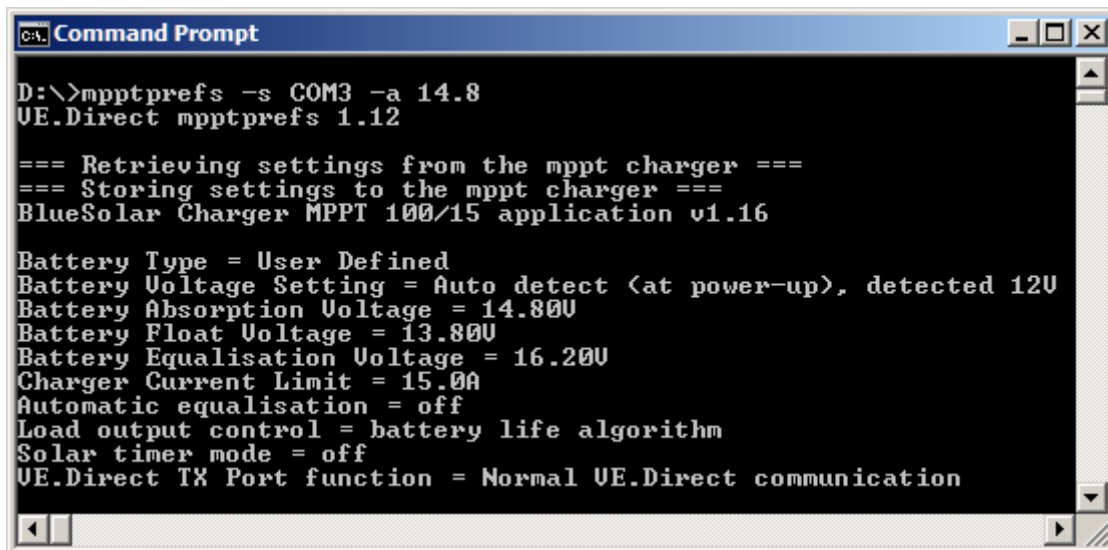 Command Prompt
D:\>mpptprefs -s COM3 -a 14.8
VE.Direct mpptprefs 1.12
=== Retrieving settings from the mppt charger ===
=== Storing settings to the mppt charger ===
BlueSolar Charger MPPT 100/15 application v1.16
Battery Type = User Defined
Battery Voltage Setting = Auto detect (at power-up), detected 12V
Battery Absorption Voltage = 14.80V
Battery Float Voltage = 13.80V
Battery Equalisation Voltage = 16.20V
Charger Current Limit = 15.0A
Automatic equalisation = off
Load output control = battery life algorithm
Solar timer mode = off
VE.Direct TX Port function = Normal VE.Direct communication